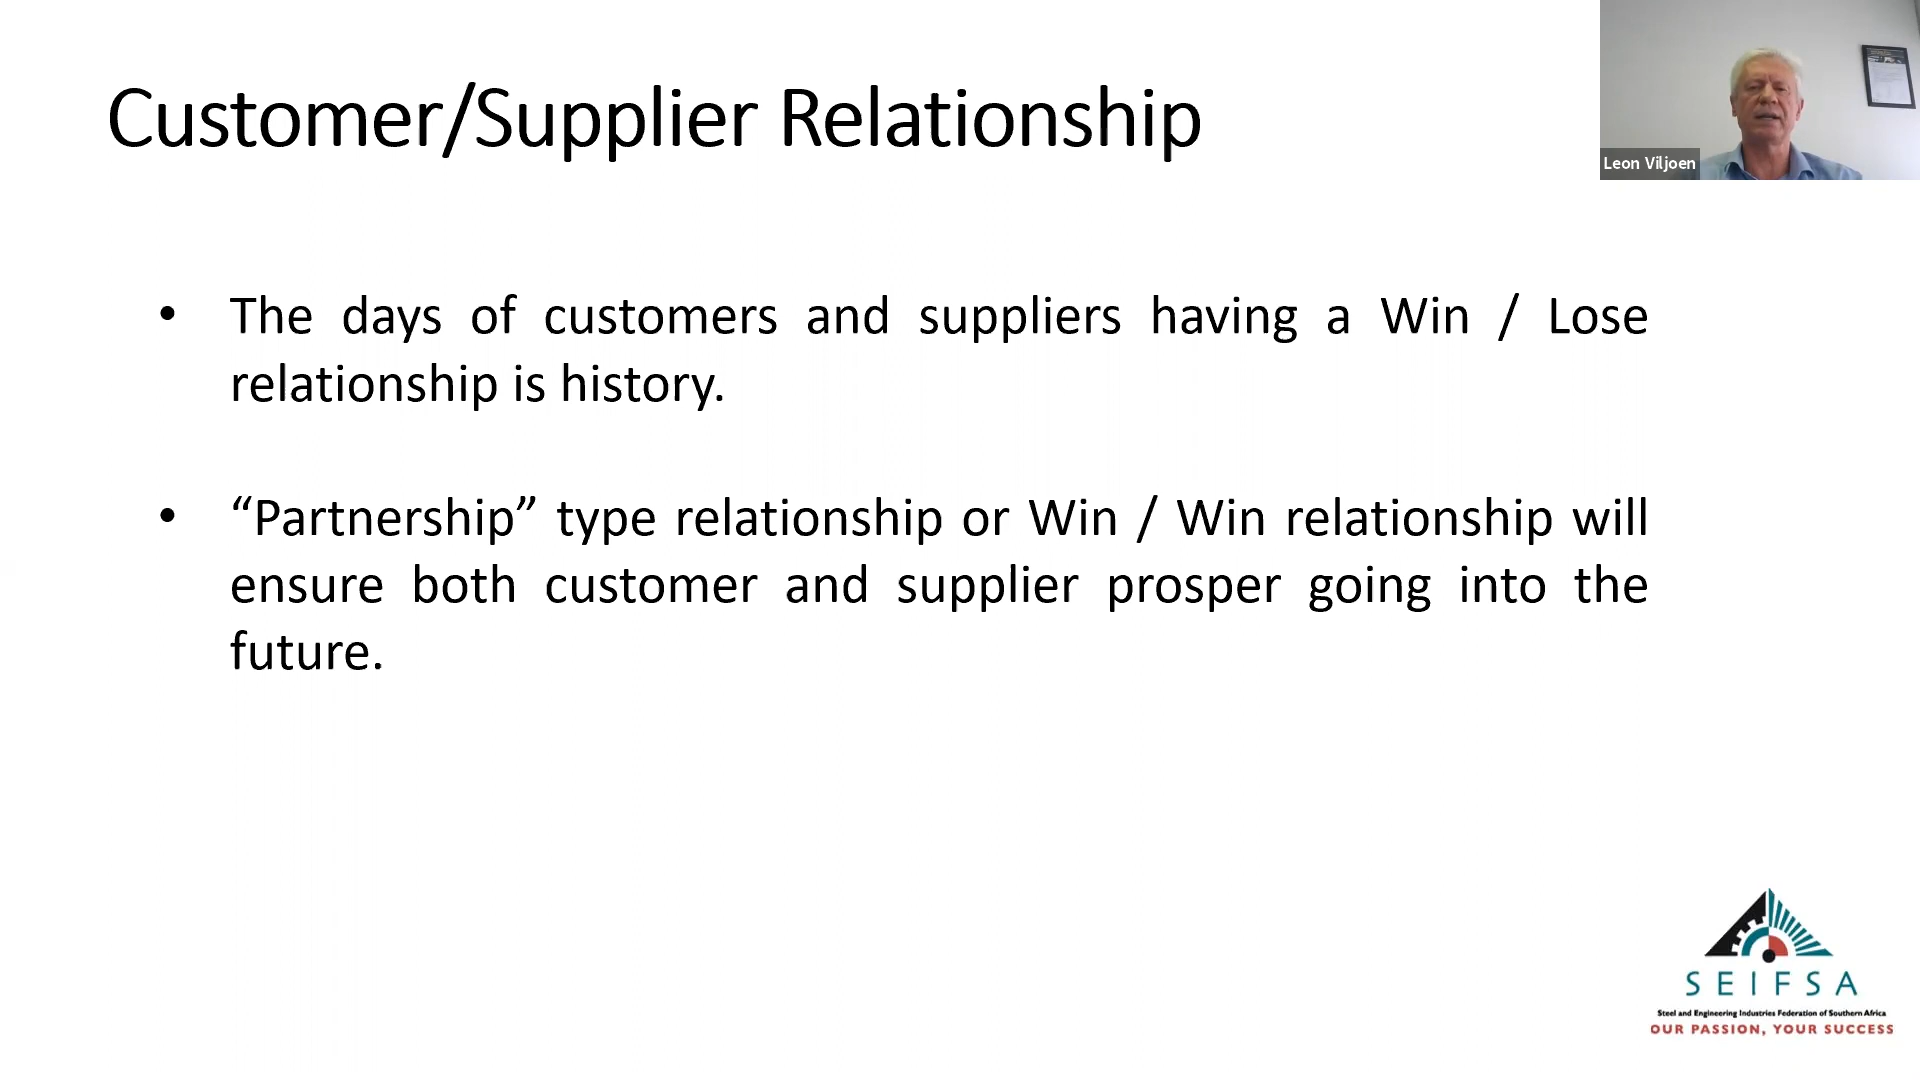 Customer/Supplier Relationship
Leon Viljoen
• The days of customers and suppliers having a Win / Lose
relationship is history.
• “Partnership” type relationship or Win / Win relationship will
ensure both customer and supplier prosper going into the
future.
SEIFSA
Steel and Engineering Industries Federation of Southern Africa
OUR PASSION, YOUR SUCCESS